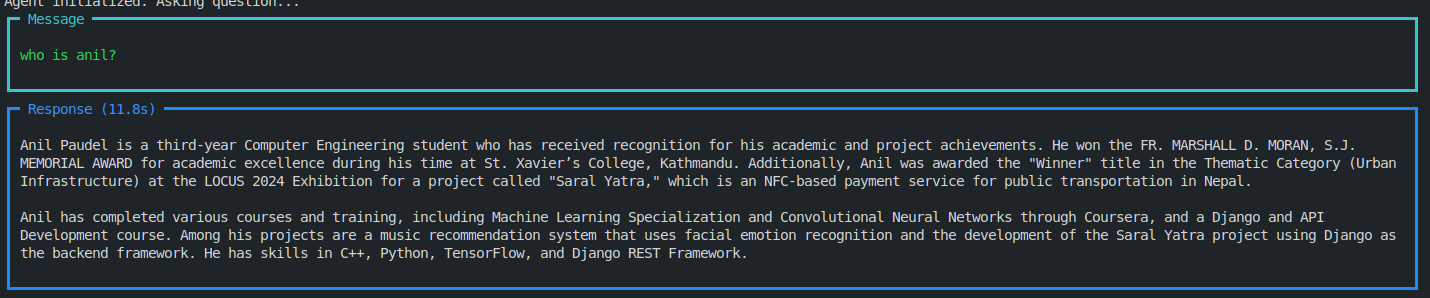 Agent initialized. Asking question...
Message
who is anil?
Response (11.8s)
Anil Paudel is a third-year Computer Engineering student who has received recognition for his academic and project achievements. He won the FR. MARSHALL D. MORAN, S.J.
MEMORIAL AWARD for academic excellence during his time at St. Xavier’s College, Kathmandu. Additionally, Anil was awarded the "Winner" title in the Thematic Category (Urban
Infrastructure) at the LOCUS 2024 Exhibition for a project called "Saral Yatra," which is an NFC-based payment service for public transportation in Nepal.
Anil has completed various courses and training, including Machine Learning Specialization and Convolutional Neural Networks through Coursera, and a Django and API
Development course. Among his projects are a music recommendation system that uses facial emotion recognition and the development of the Saral Yatra project using Django as
the backend framework. He has skills in C++, Python, TensorFlow, and Django REST Framework.